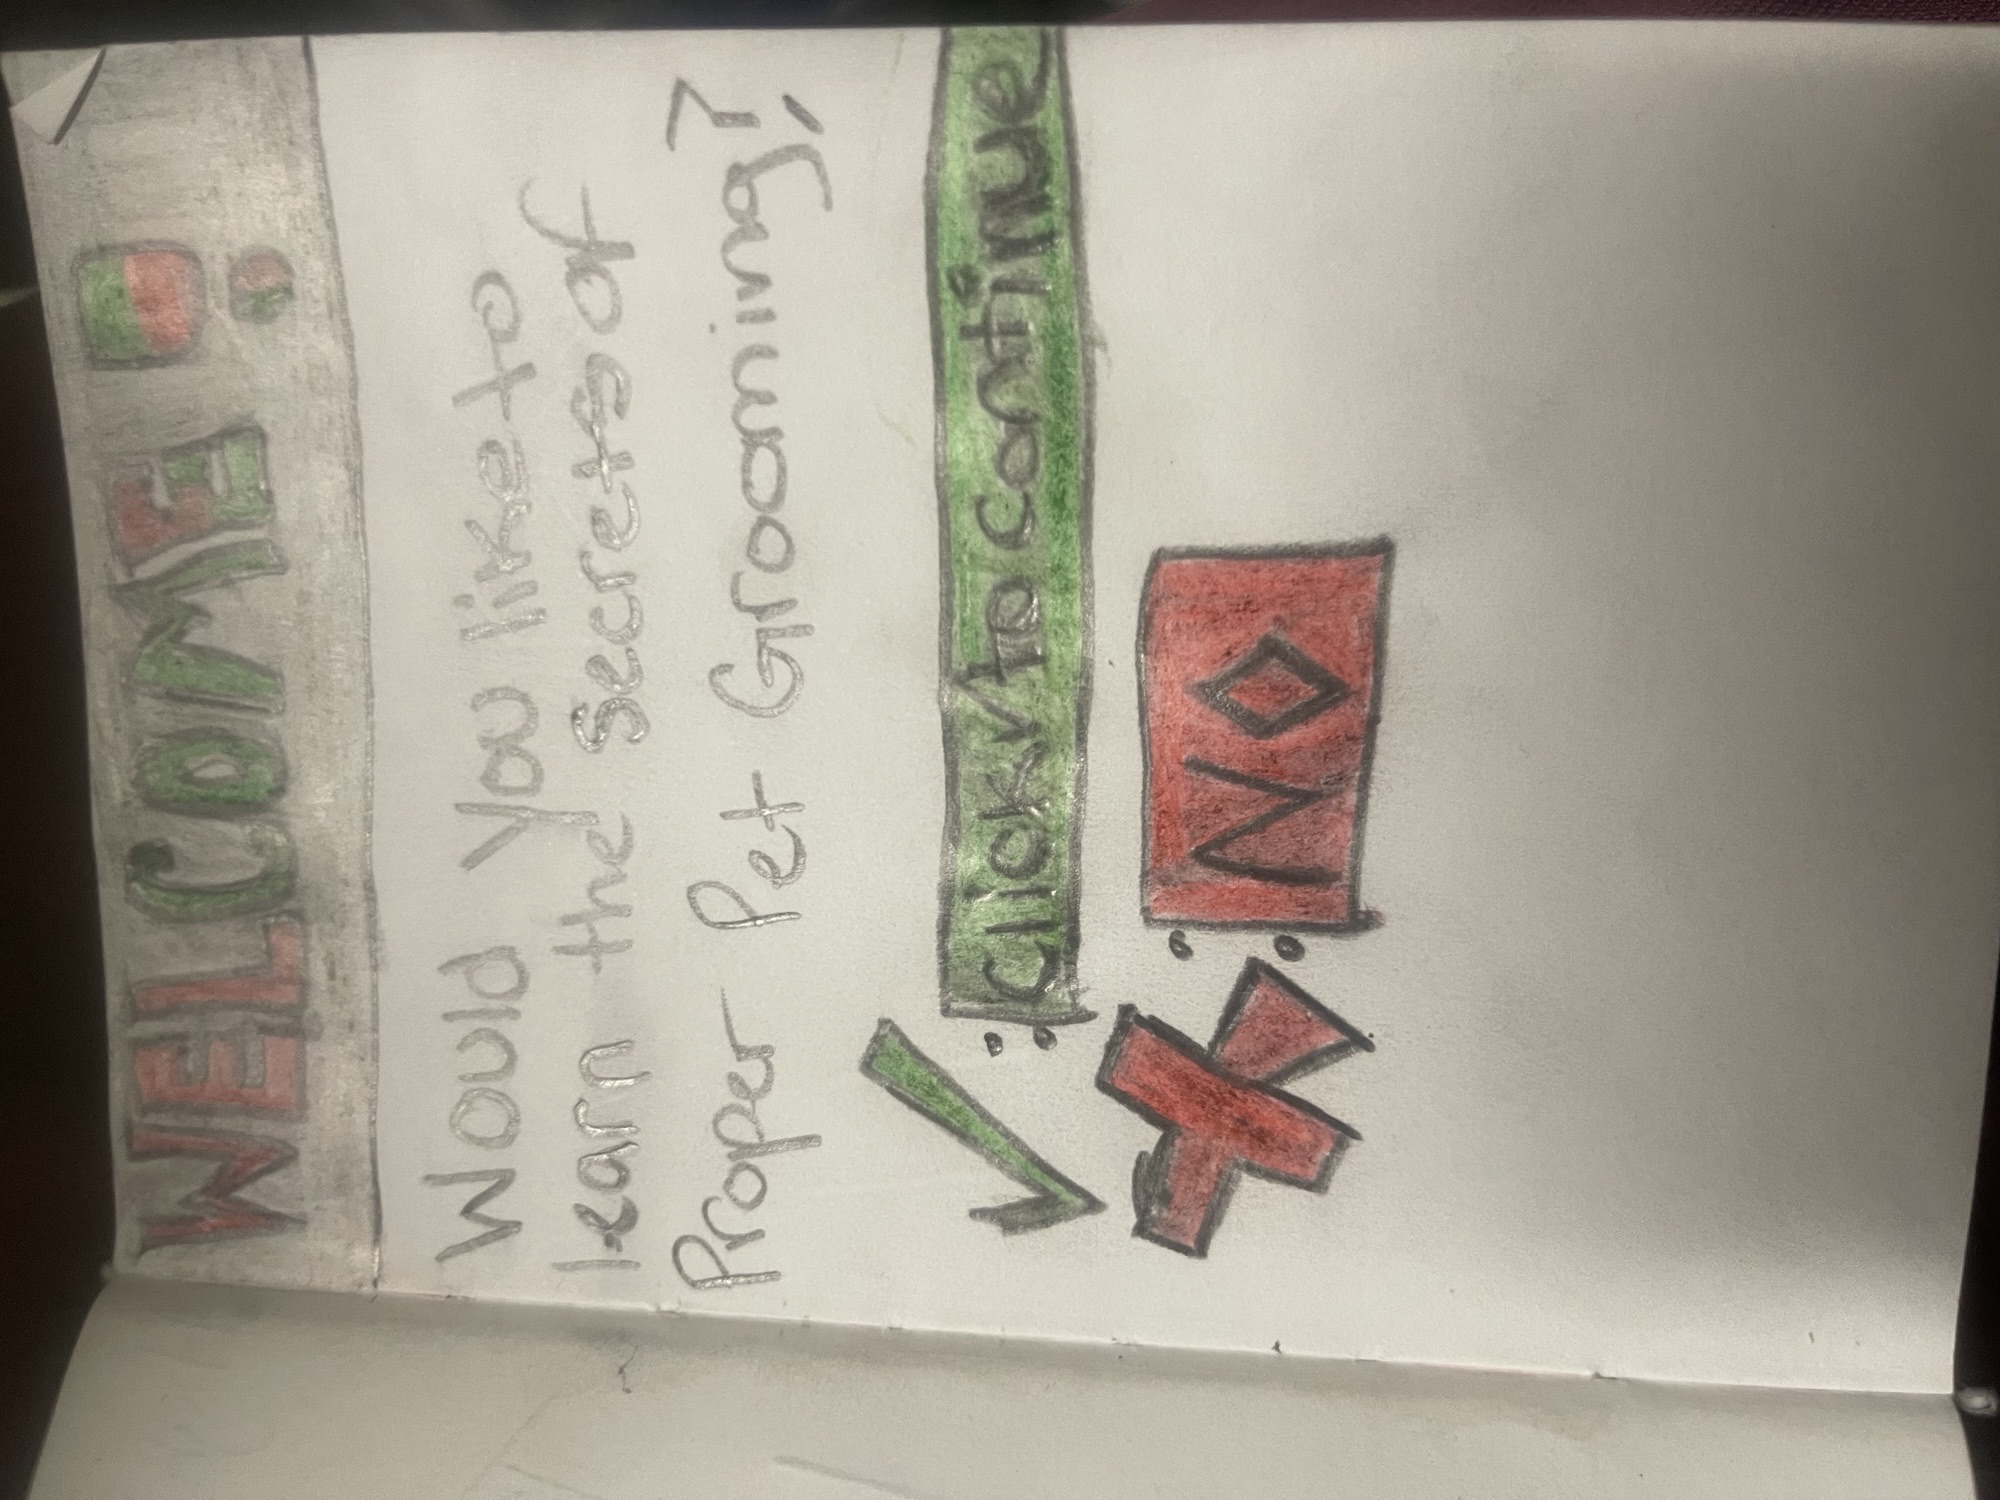 WELCOME!
Would you like to
learn the secrets of
Proper Pet Grooming?
✓: Click ✓ to continue
X: NO